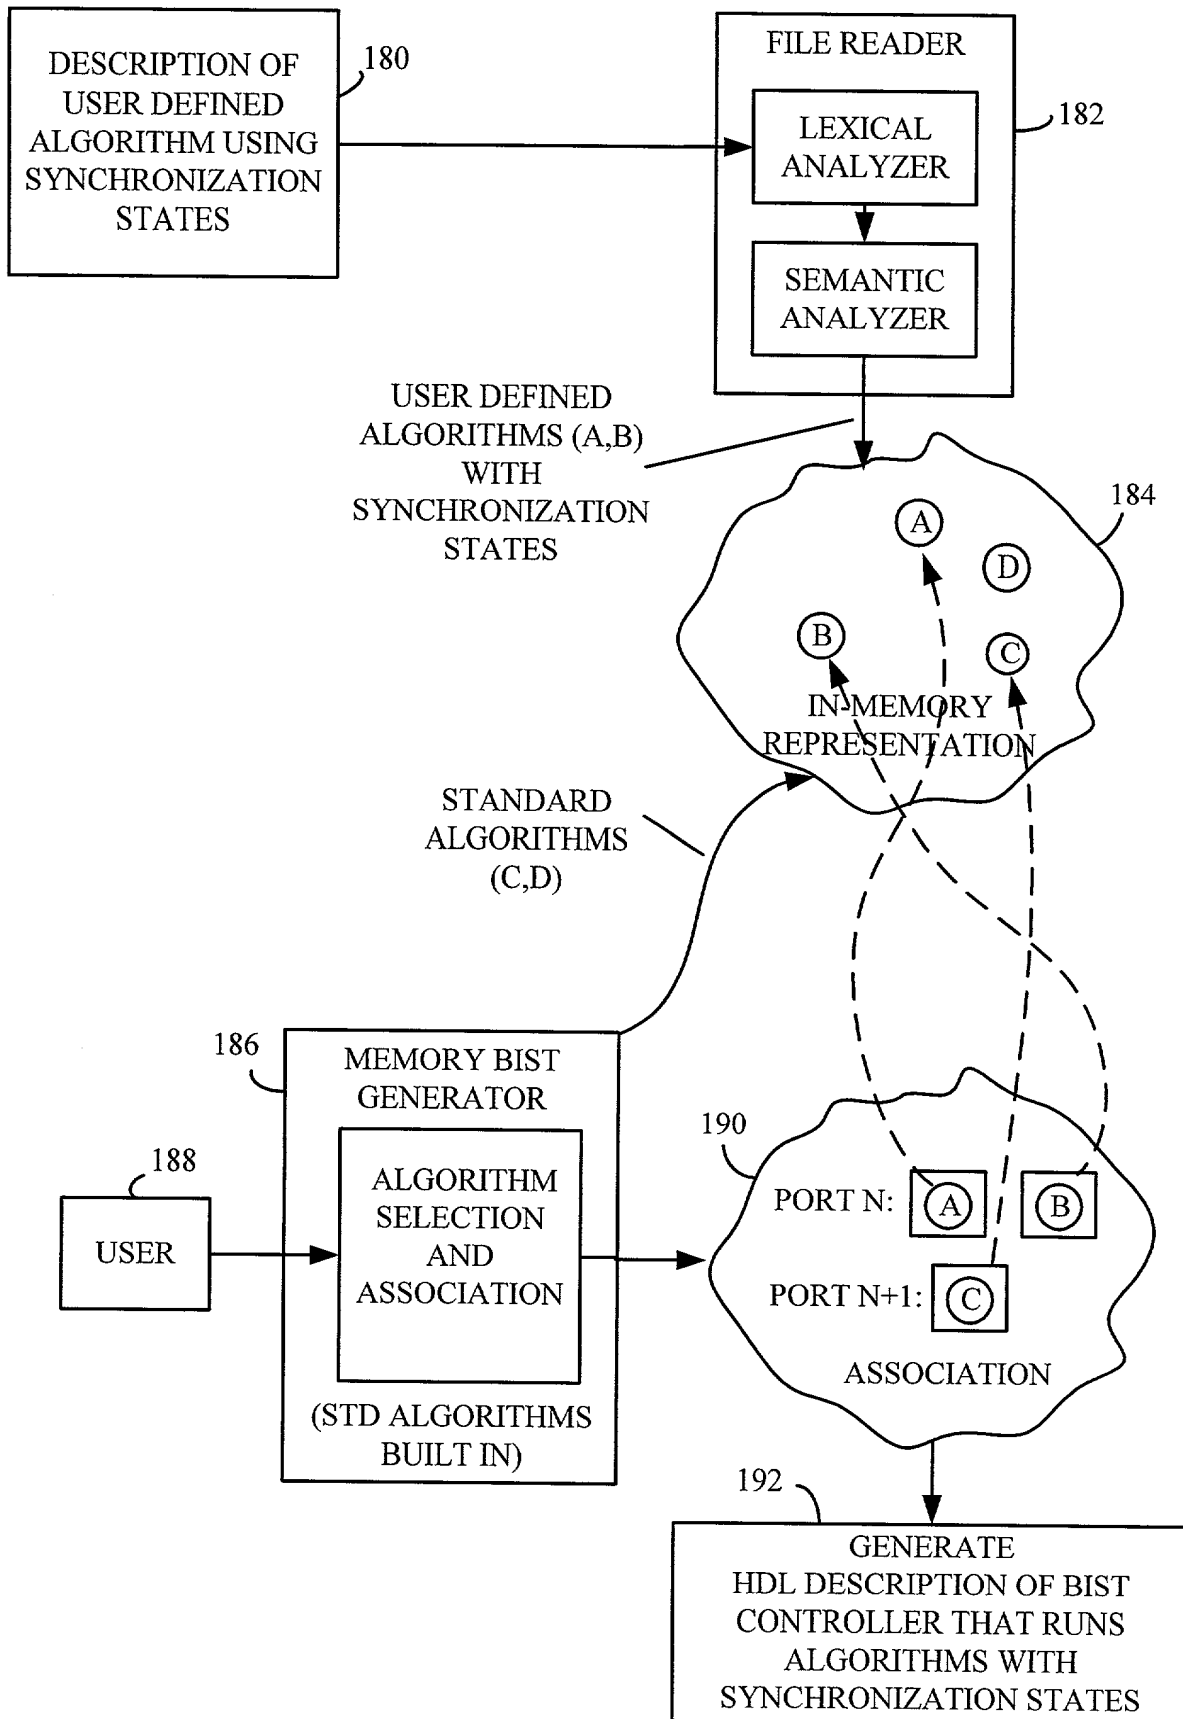 DESCRIPTION OF
USER DEFINED
ALGORITHM USING
SYNCHRONIZATION
STATES
180
FILE READER
LEXICAL
ANALYZER
182
SEMANTIC
ANALYZER
USER DEFINED
ALGORITHMS (A,B)
WITH
SYNCHRONIZATION
STATES
184
A
D
B
C
IN-MEMORY
REPRESENTATION
STANDARD
ALGORITHMS
(C,D)
186
MEMORY BIST
GENERATOR
188
USER
ALGORITHM
SELECTION
AND
ASSOCIATION
(STD ALGORITHMS
BUILT IN)
190
PORT N: A B
PORT N+1: C
ASSOCIATION
192
GENERATE
HDL DESCRIPTION OF BIST
CONTROLLER THAT RUNS
ALGORITHMS WITH
SYNCHRONIZATION STATES